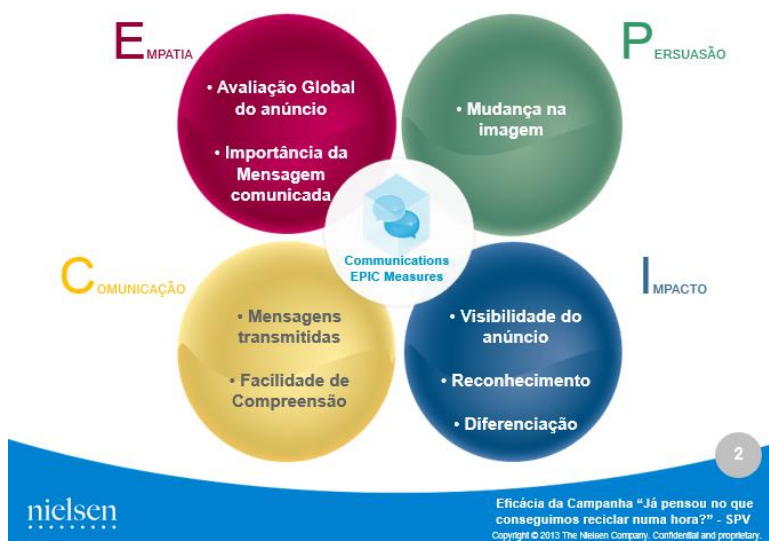 EMPATIA
• Avaliação Global
do anúncio
• Importância da
Mensagem
comunicada
PERSUASÃO
• Mudança na
imagem
Communications
EPIC Measures
COMUNICAÇÃO
• Mensagens
transmitidas
• Facilidade de
Compreensão
IMPACTO
• Visibilidade do
anúncio
• Reconhecimento
• Diferenciação
2
nielsen
Eficácia da Campanha “Já pensou no que
conseguimos reciclar numa hora?” - SPV
Copyright © 2013 The Nielsen Company. Confidential and proprietary.